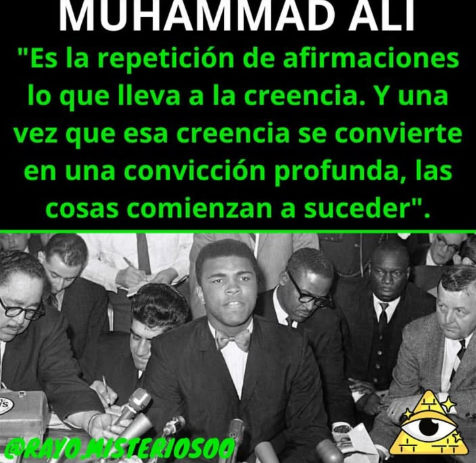 MUHAMMAD ALI
"Es la repetición de afirmaciones
lo que lleva a la creencia. Y una
vez que esa creencia se convierte
en una convicción profunda, las
cosas comienzan a suceder".
@RAYO.MISTERIOSOO